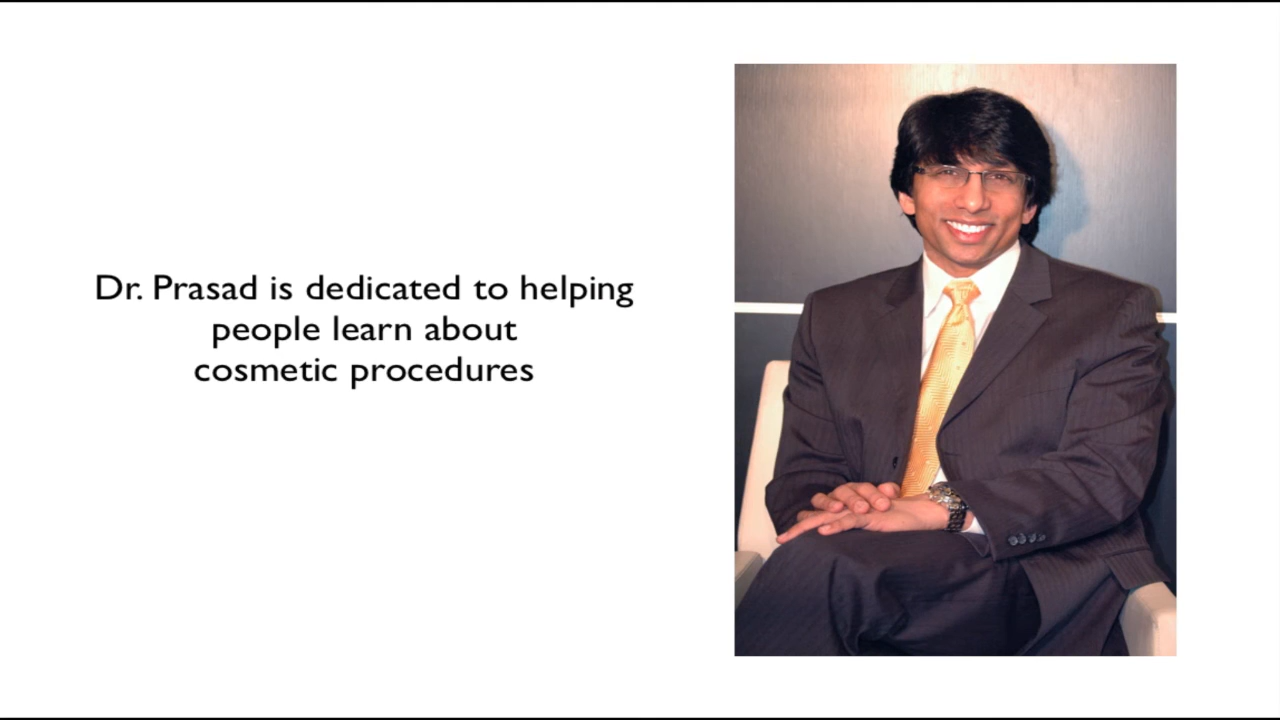 Dr. Prasad is dedicated to helping
people learn about
cosmetic procedures